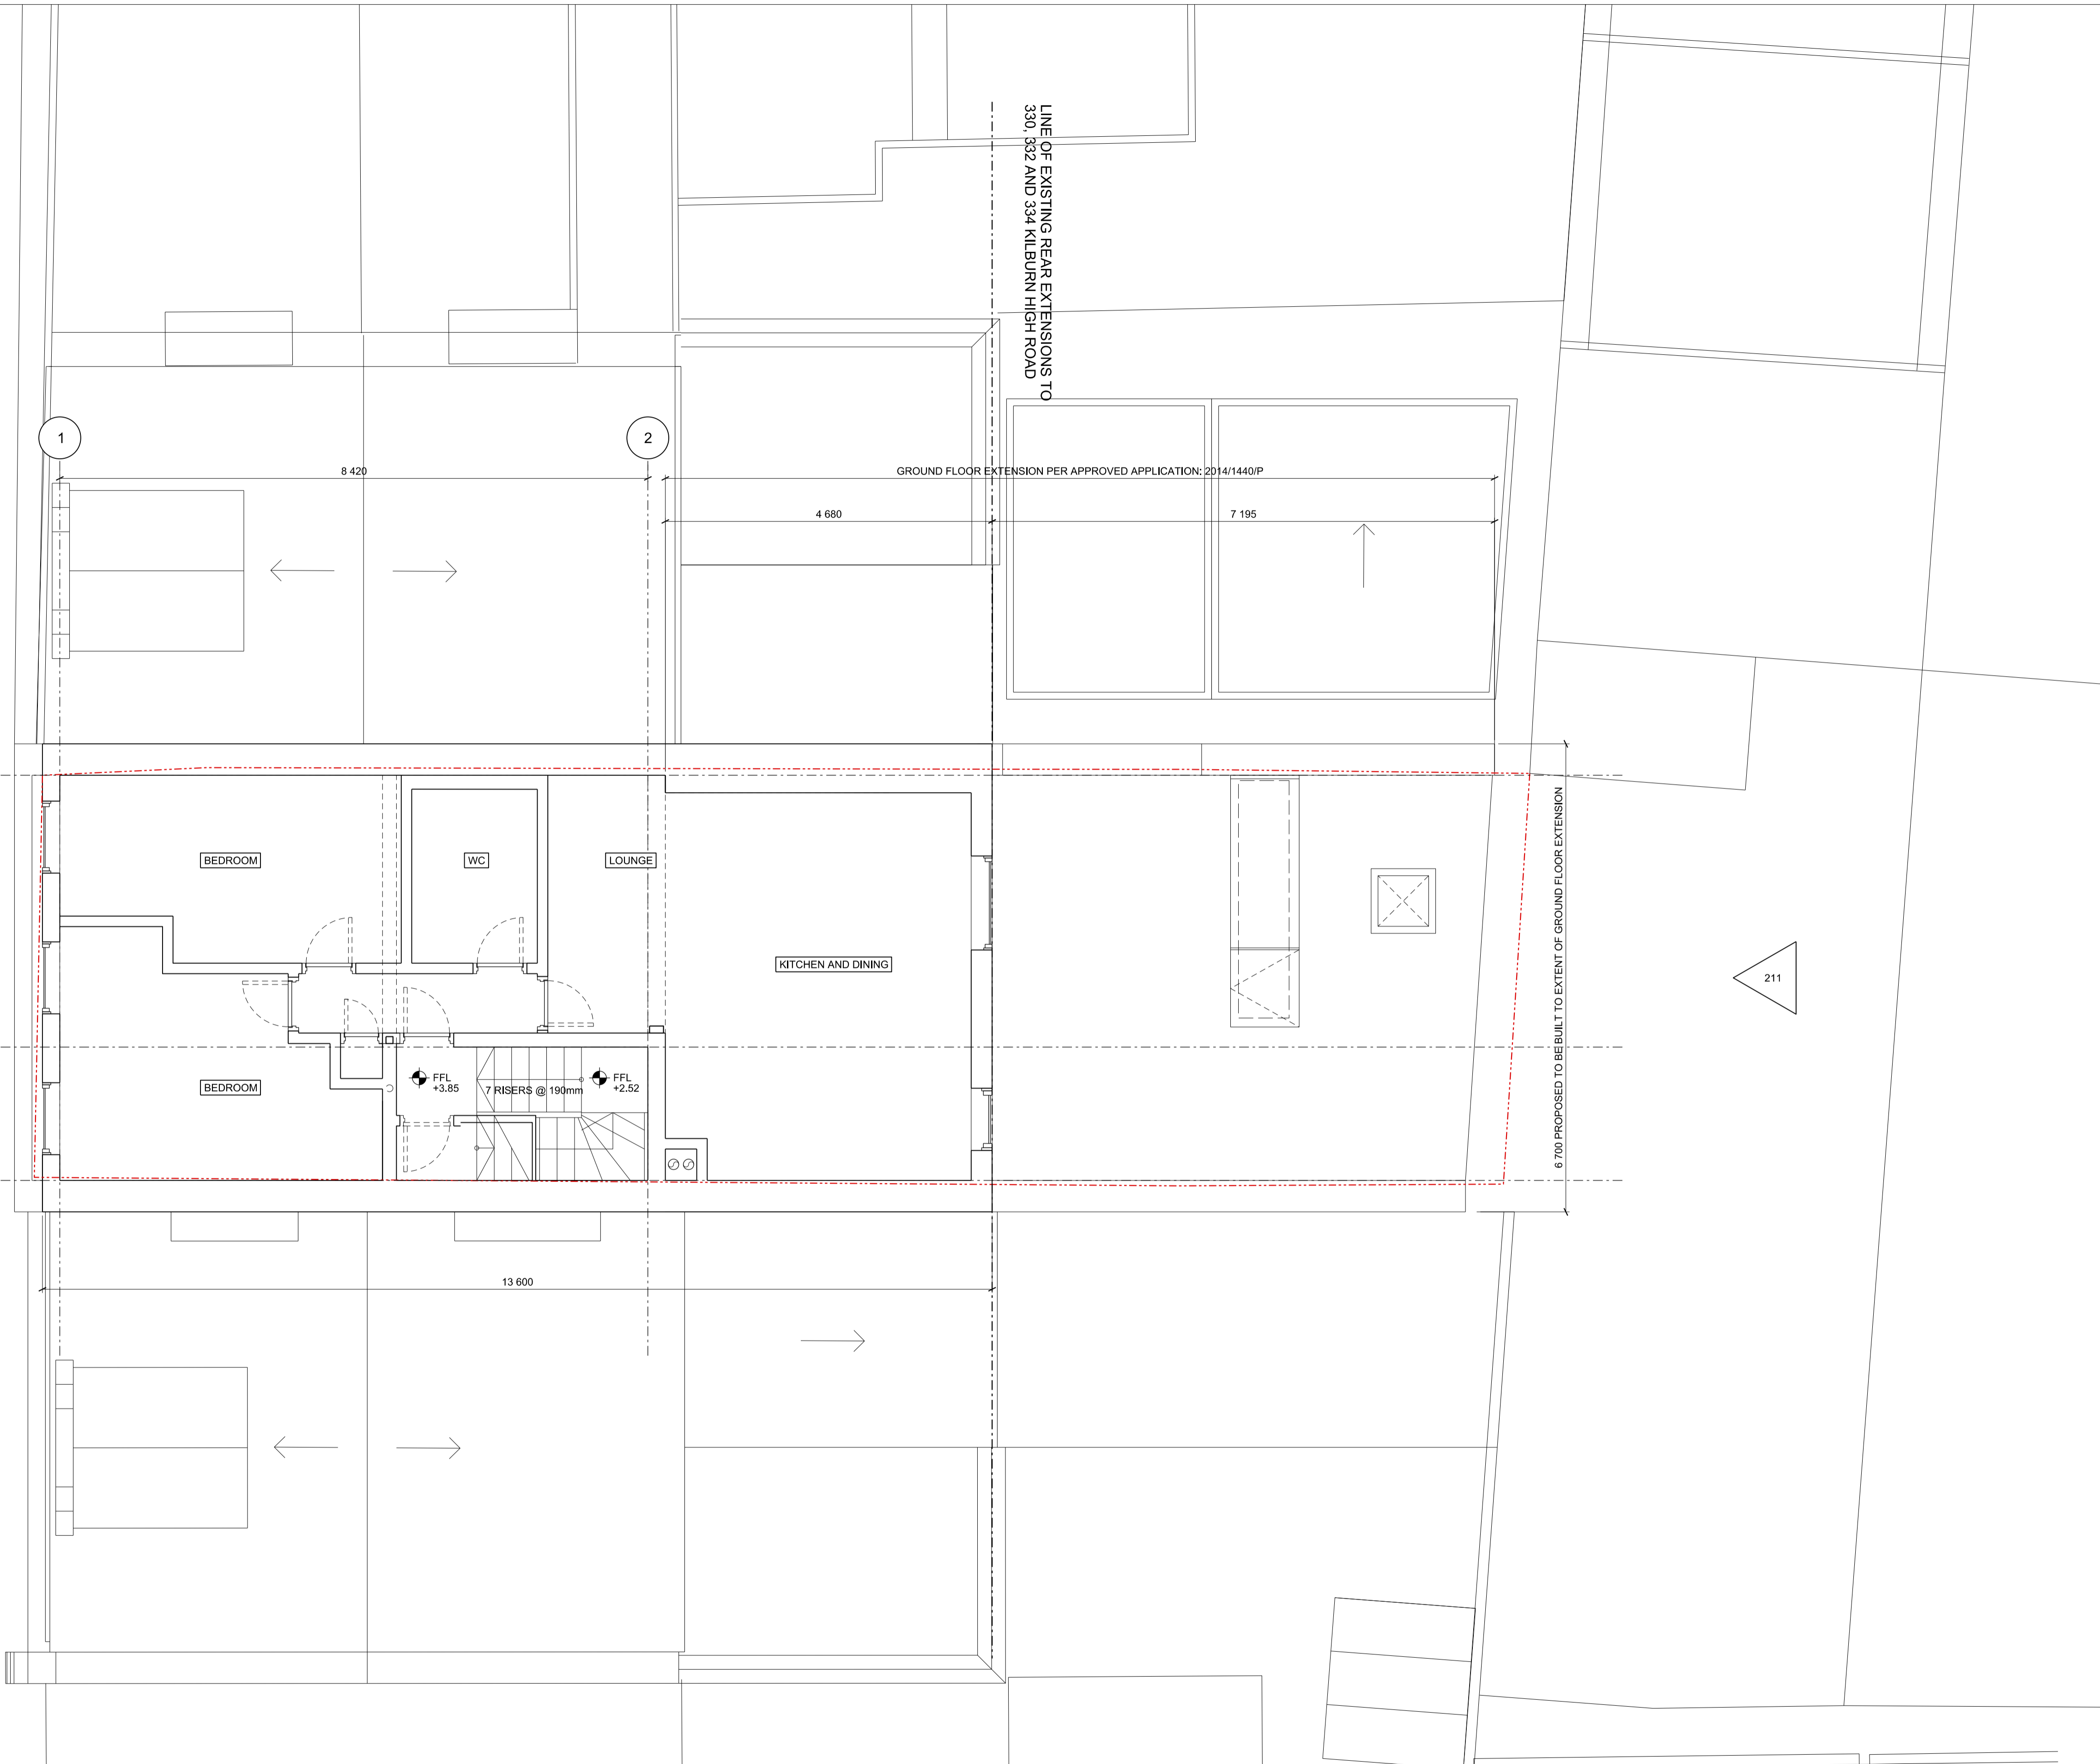 LINE OF EXISTING REAR EXTENSIONS TO
330, 332 AND 334 KILBURN HIGH ROAD
1
2
8 420
GROUND FLOOR EXTENSION PER APPROVED APPLICATION: 2014/1440/P
4 680
7 195
BEDROOM
WC
LOUNGE
KITCHEN AND DINING
211
6 700 PROPOSED TO BE BUILT TO EXTENT OF GROUND FLOOR EXTENSION
BEDROOM
FFL
+3.85
7 RISERS @ 190mm
FFL
+2.52
13 600